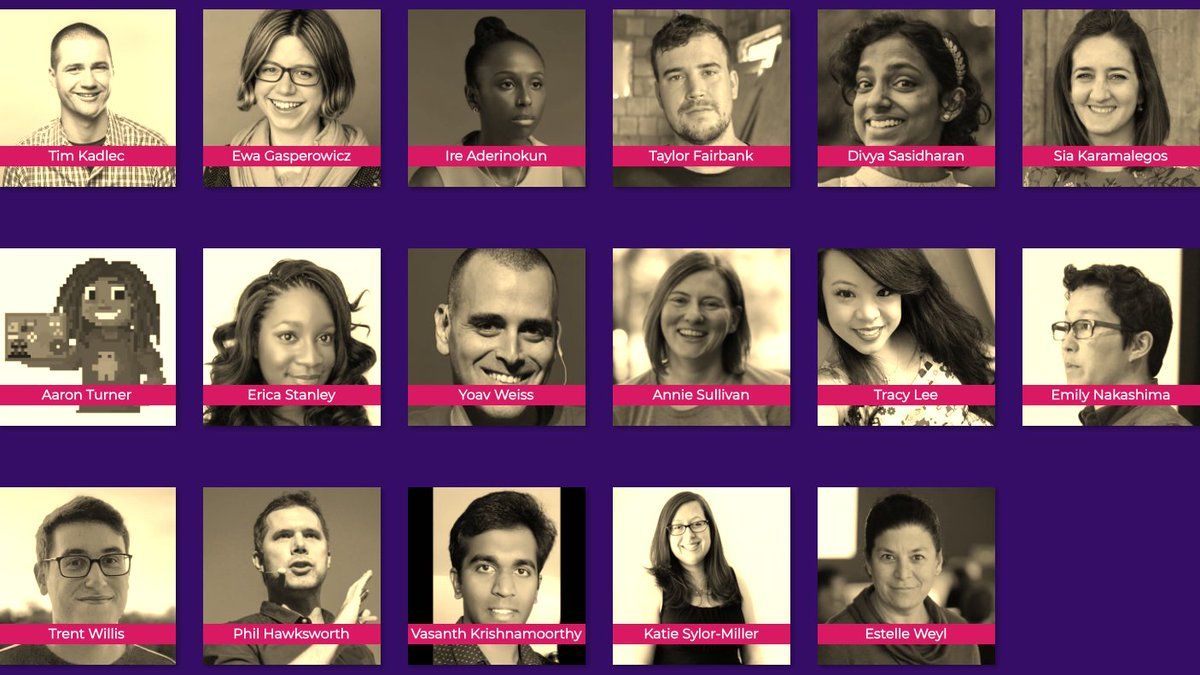 Tim Kadlec
Ewa Gasperowicz
Ire Aderinokun
Taylor Fairbank
Divya Sasidharan
Sia Karamalegos
Aaron Turner
Erica Stanley
Yoav Weiss
Annie Sullivan
Tracy Lee
Emily Nakashima
Trent Willis
Phil Hawksworth
Vasanth Krishnamoorthy
Katie Sylor-Miller
Estelle Weyl